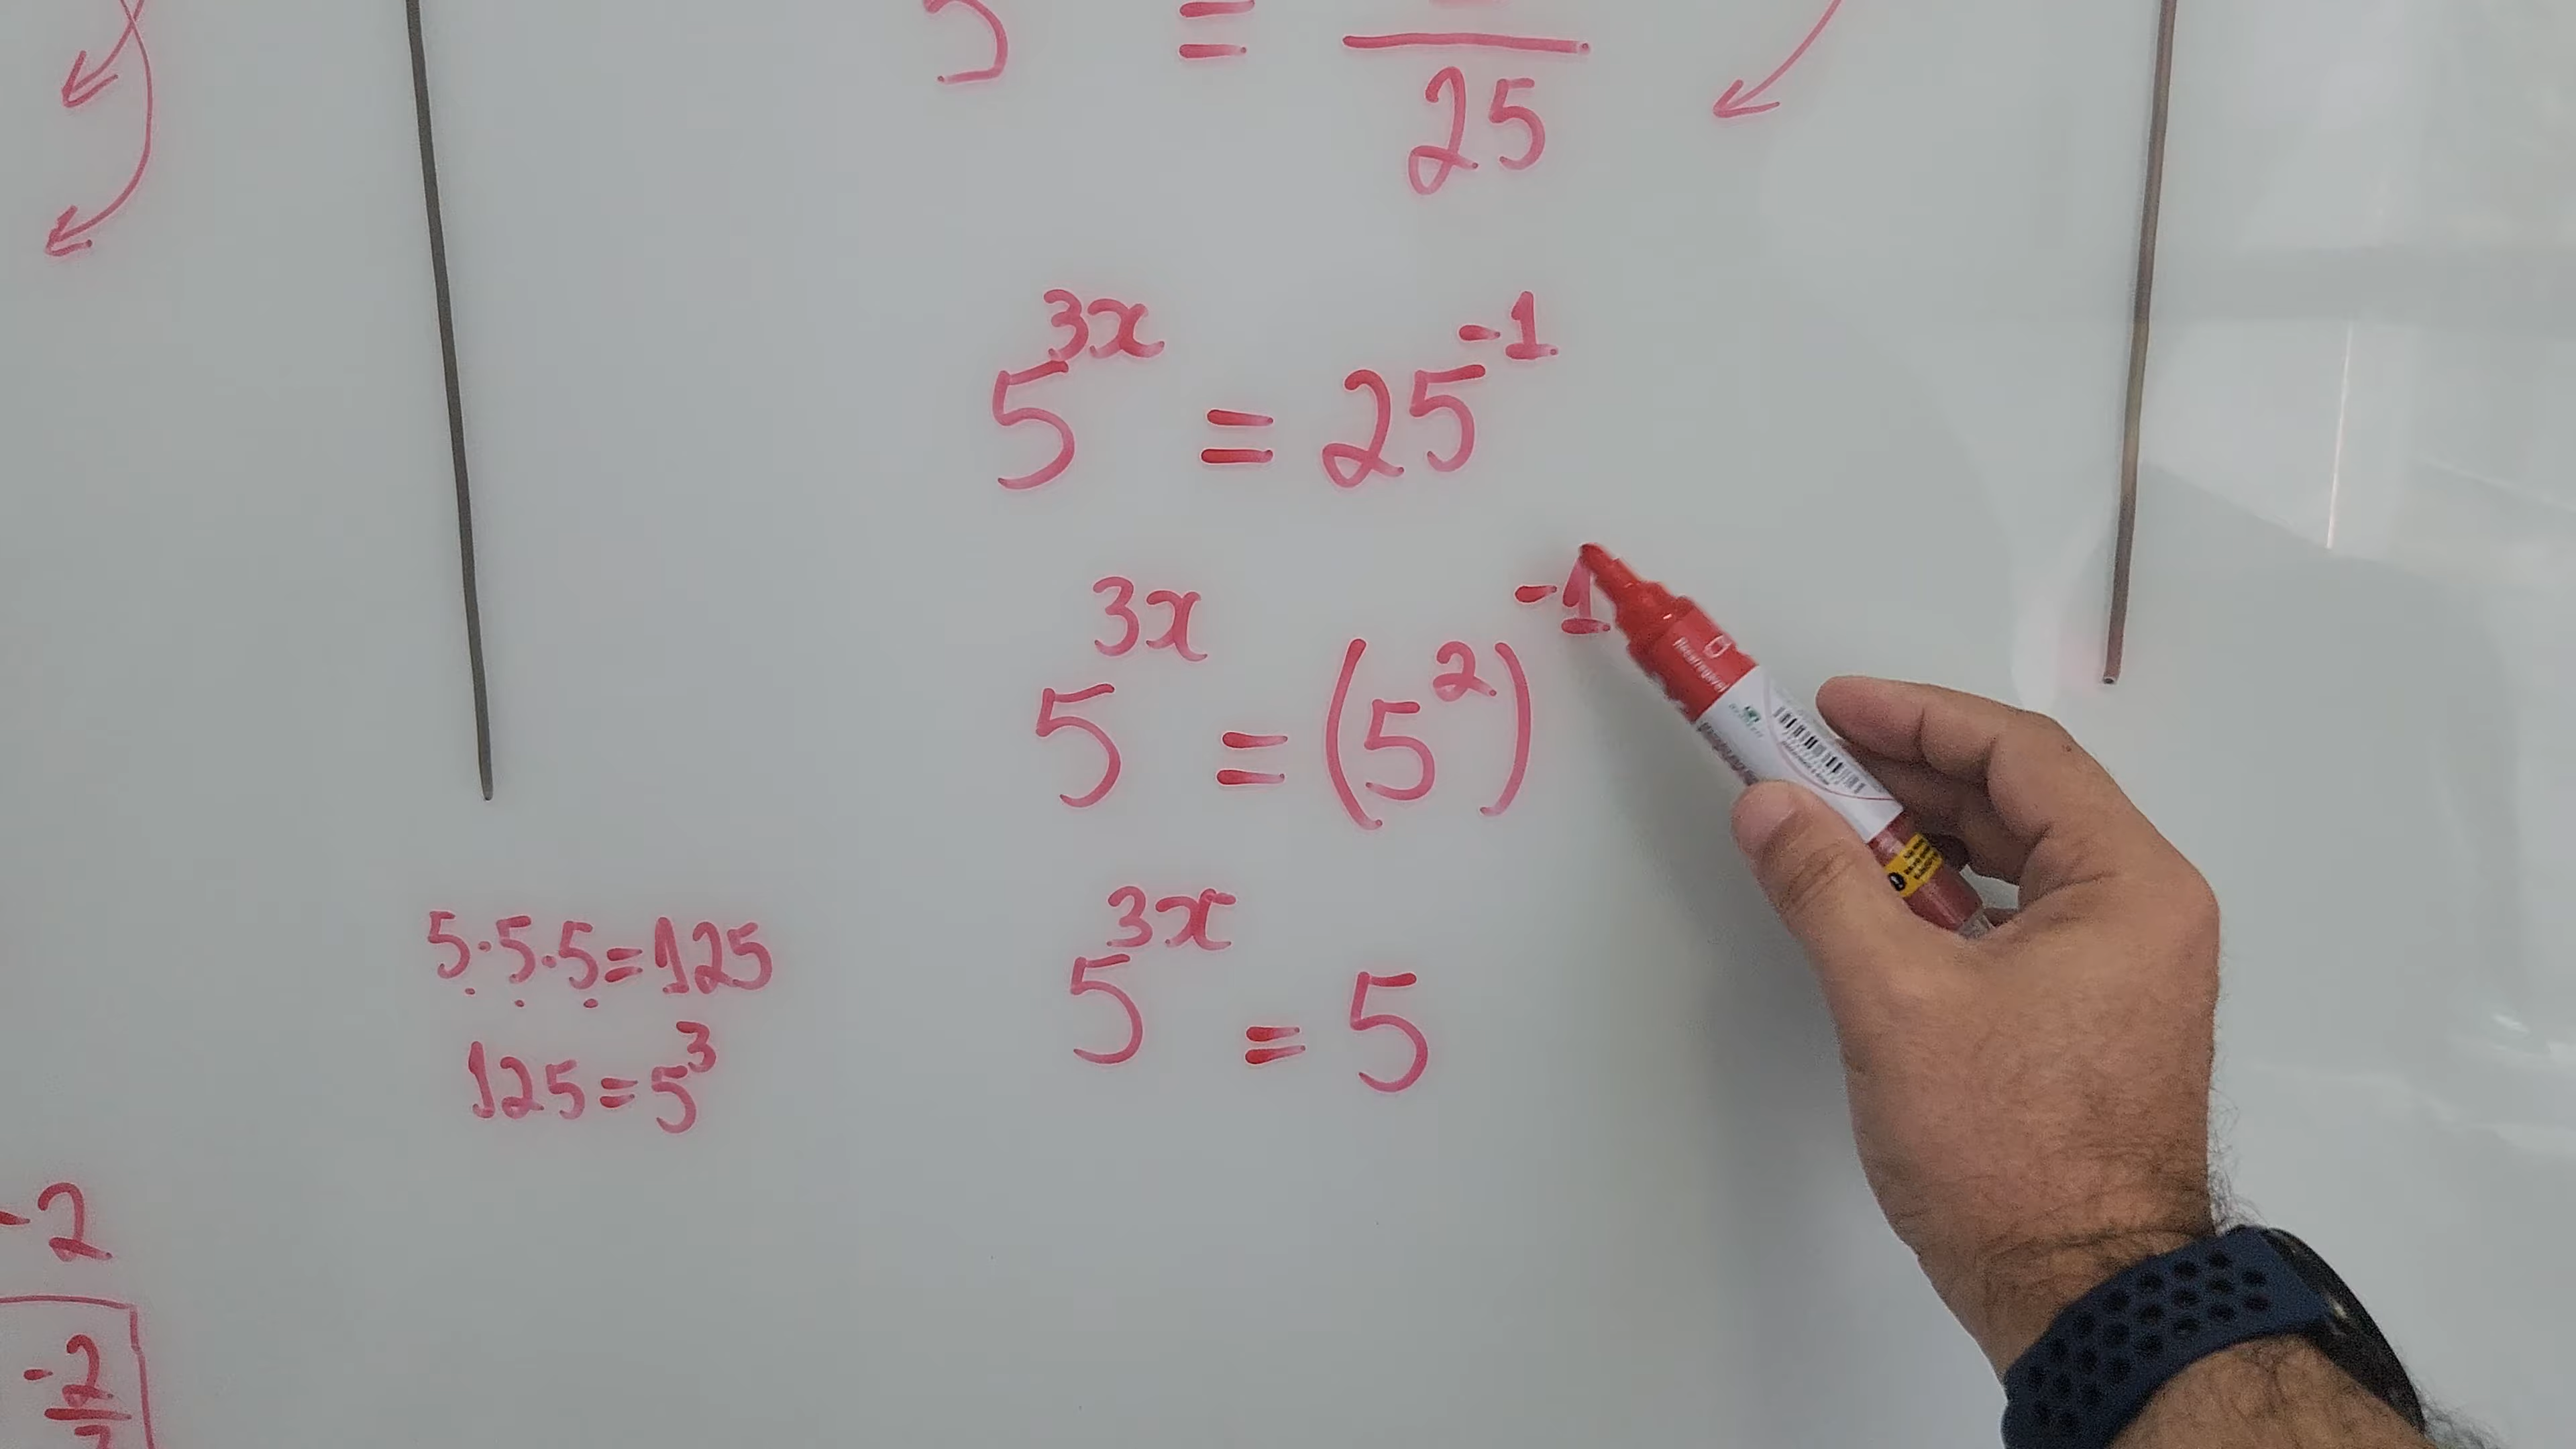 5 = — 25
5^{3x} = 25^{-1}
5^{3x} = (5^2)^{-1}
5^{3x} = 5
5·5·5=125
125=5^3
-2
-2